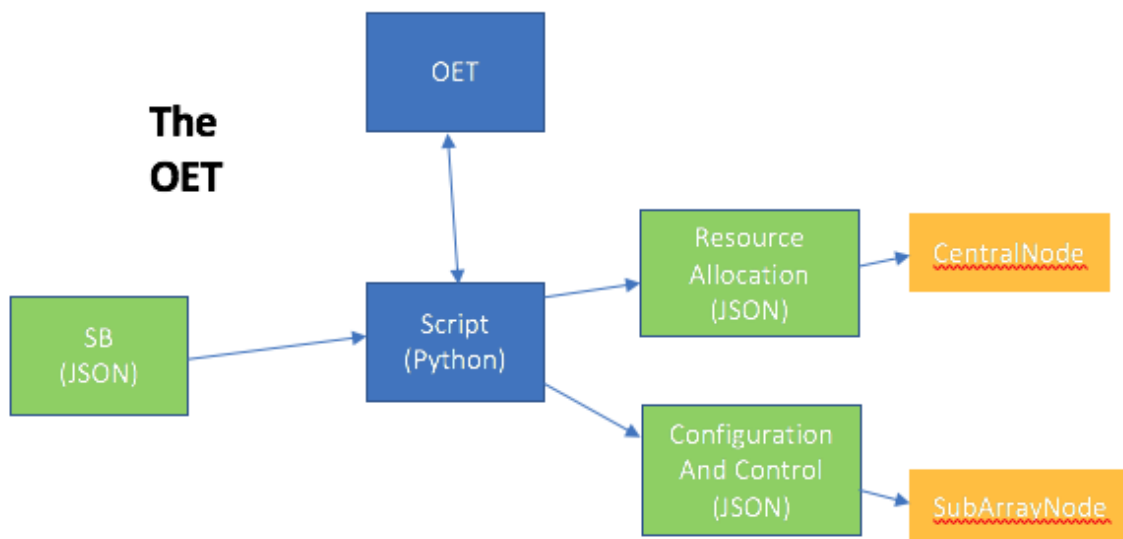 OET
The
OET
Resource
Allocation
(JSON)
CentralNode
SB
(JSON)
Script
(Python)
Configuration
And Control
(JSON)
SubArrayNode